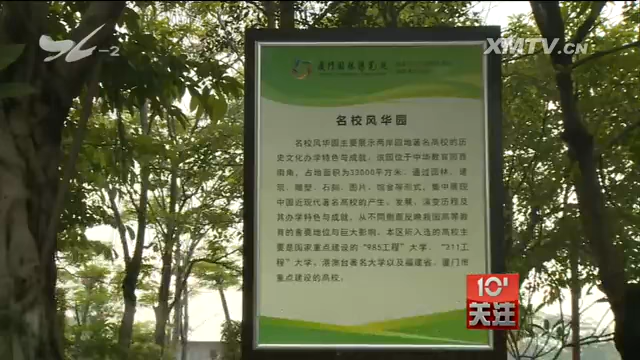 -2
XMTV.CN
厦门园林博览苑
名校风华园
名校风华园主要展示两岸四地著名高校的历
史文化办学特色与成就，该园位于中华教育园西
南角，占地面积为33000平方米，通过园林、建
筑、雕塑、石刻、图片、馆舍等形式，集中展现
中国近现代著名高校的产生、发展、演变历程及
其办学特色与成就，从不同侧面反映我国高等教
育的重要地位与巨大影响。本区所入选的高校主
要是国家重点建设的“985工程”大学、“211工
程”大学，港澳台著名大学以及福建省、厦门市
重点建设的高校。
101
关注